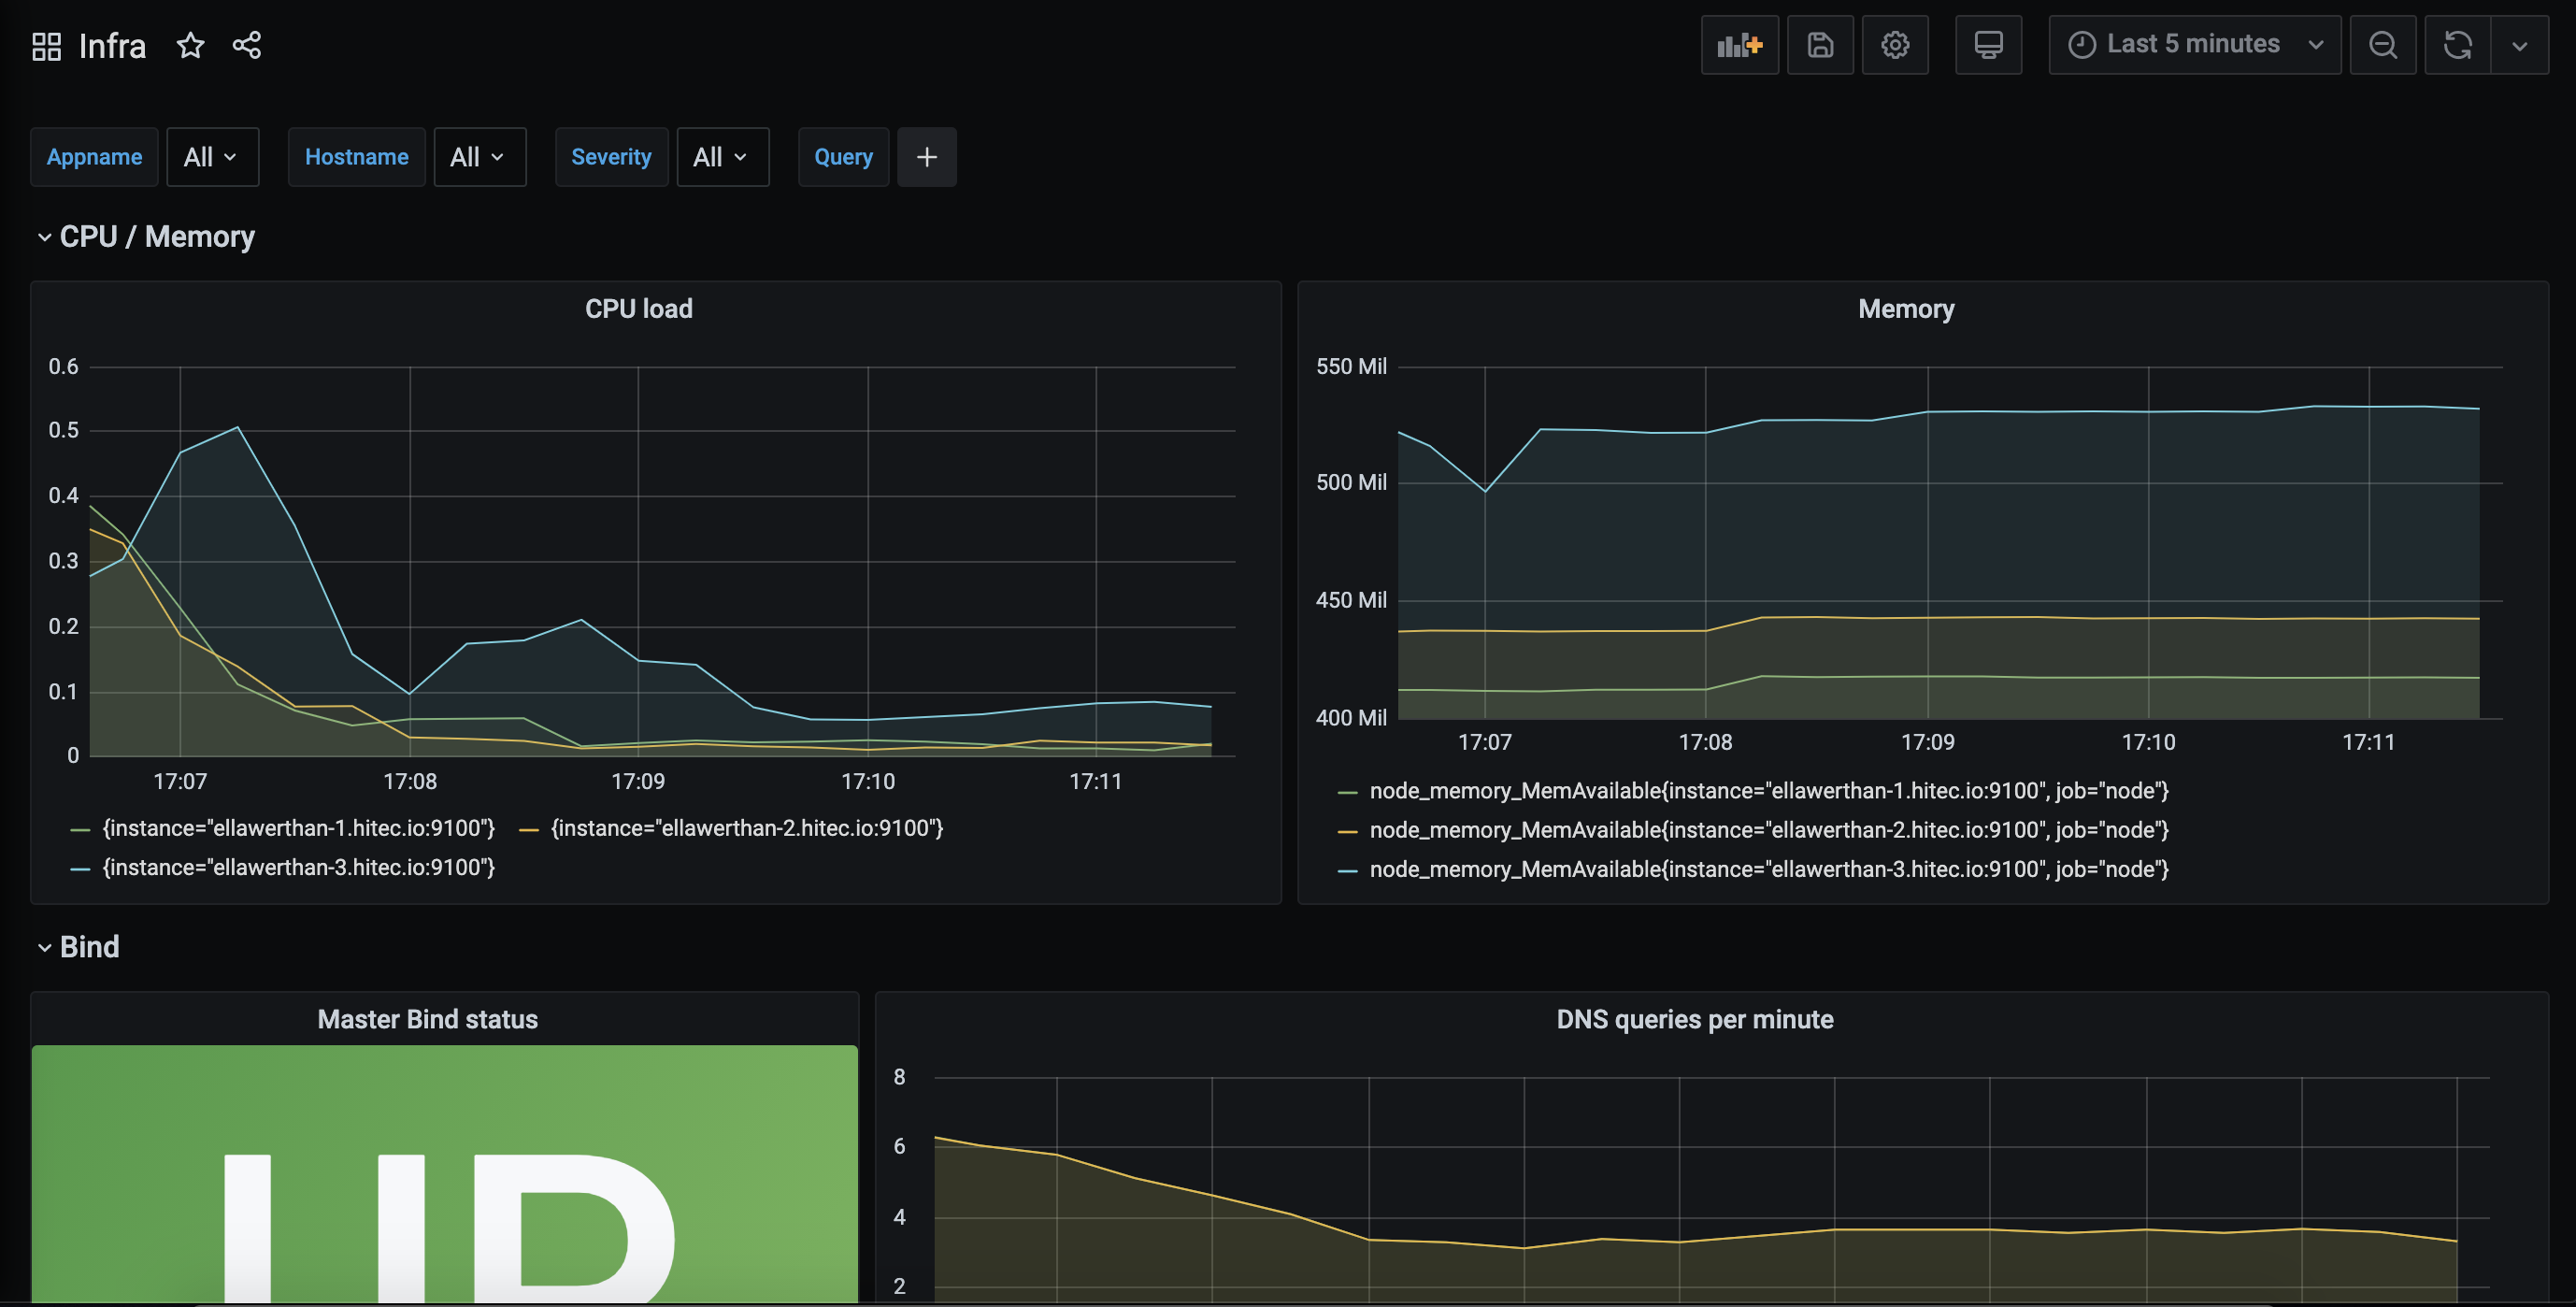 Infra
Last 5 minutes
Appname All Hostname All Severity All Query +
CPU / Memory
CPU load
0.6
0.5
0.4
0.3
0.2
0.1
0
17:07 17:08 17:09 17:10 17:11
{instance="ellawerthan-1.hitec.io:9100"} {instance="ellawerthan-2.hitec.io:9100"}
{instance="ellawerthan-3.hitec.io:9100"}
Memory
550 Mil
500 Mil
450 Mil
400 Mil
17:07 17:08 17:09 17:10 17:11
node_memory_MemAvailable{instance="ellawerthan-1.hitec.io:9100", job="node"}
node_memory_MemAvailable{instance="ellawerthan-2.hitec.io:9100", job="node"}
node_memory_MemAvailable{instance="ellawerthan-3.hitec.io:9100", job="node"}
Bind
Master Bind status
UP
DNS queries per minute
8
6
4
2